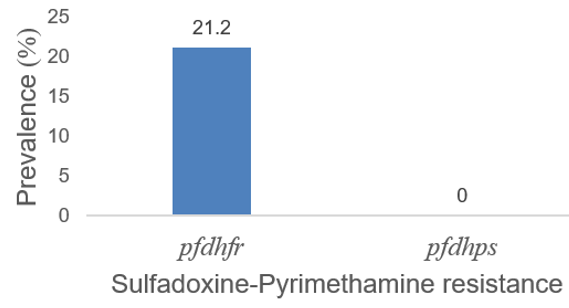 Prevalence (%)
25
20
15
10
5
0
21.2
0
pfdhfr
pfdhps
Sulfadoxine-Pyrimethamine resistance